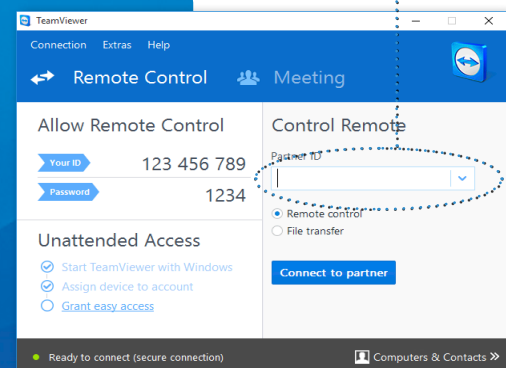 TeamViewer
Connection Extras Help
Remote Control Meeting
Allow Remote Control
Your ID 123 456 789
Password 1234
Unattended Access
Start TeamViewer with Windows
Assign device to account
Grant easy access
Control Remote
Partner ID
Remote control
File transfer
Connect to partner
Ready to connect (secure connection)
Computers & Contacts